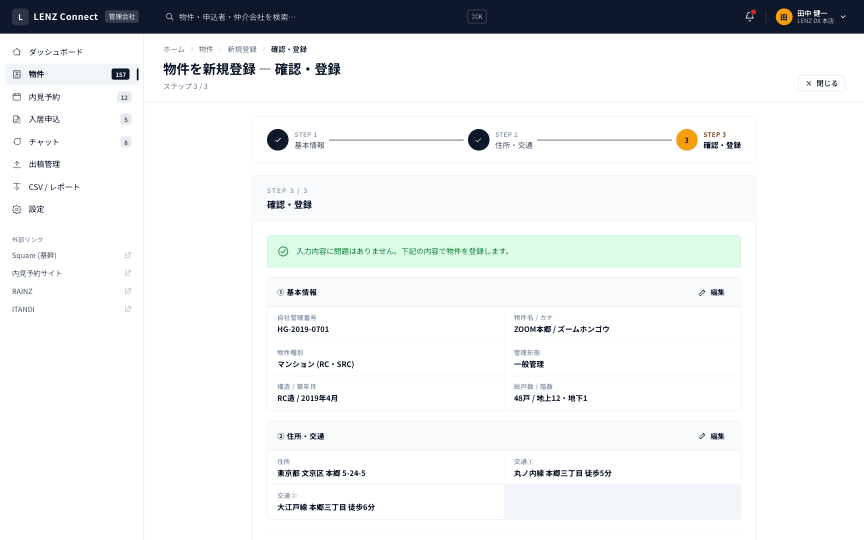 L LENZ Connect 管理会社
物件・申込者・仲介会社を検索…
⌘K
田 田中 健一
LENZ DX 本店
ダッシュボード
物件 157
内見予約 12
入居申込 5
チャット 8
出稿管理
CSV / レポート
設定
外部リンク
Square (基幹)
内見予約サイト
RAINZ
ITANDI
ホーム 物件 新規登録 確認・登録
物件を新規登録 — 確認・登録
ステップ 3 / 3
閉じる
STEP 1
基本情報
STEP 2
住所・交通
3 STEP 3
確認・登録
STEP 3 / 3
確認・登録
入力内容に問題はありません。下記の内容で物件を登録します。
① 基本情報
編集
自社管理番号
HG-2019-0701
物件名 / カナ
ZOOM本郷 / ズームホンゴウ
物件種別
マンション (RC・SRC)
管理形態
一般管理
構造 / 築年月
RC造 / 2019年4月
総戸数 / 階数
48戸 / 地上12・地下1
② 住所・交通
編集
住所
東京都 文京区 本郷 5-24-5
交通①
丸ノ内線 本郷三丁目 徒歩5分
交通②
大江戸線 本郷三丁目 徒歩6分